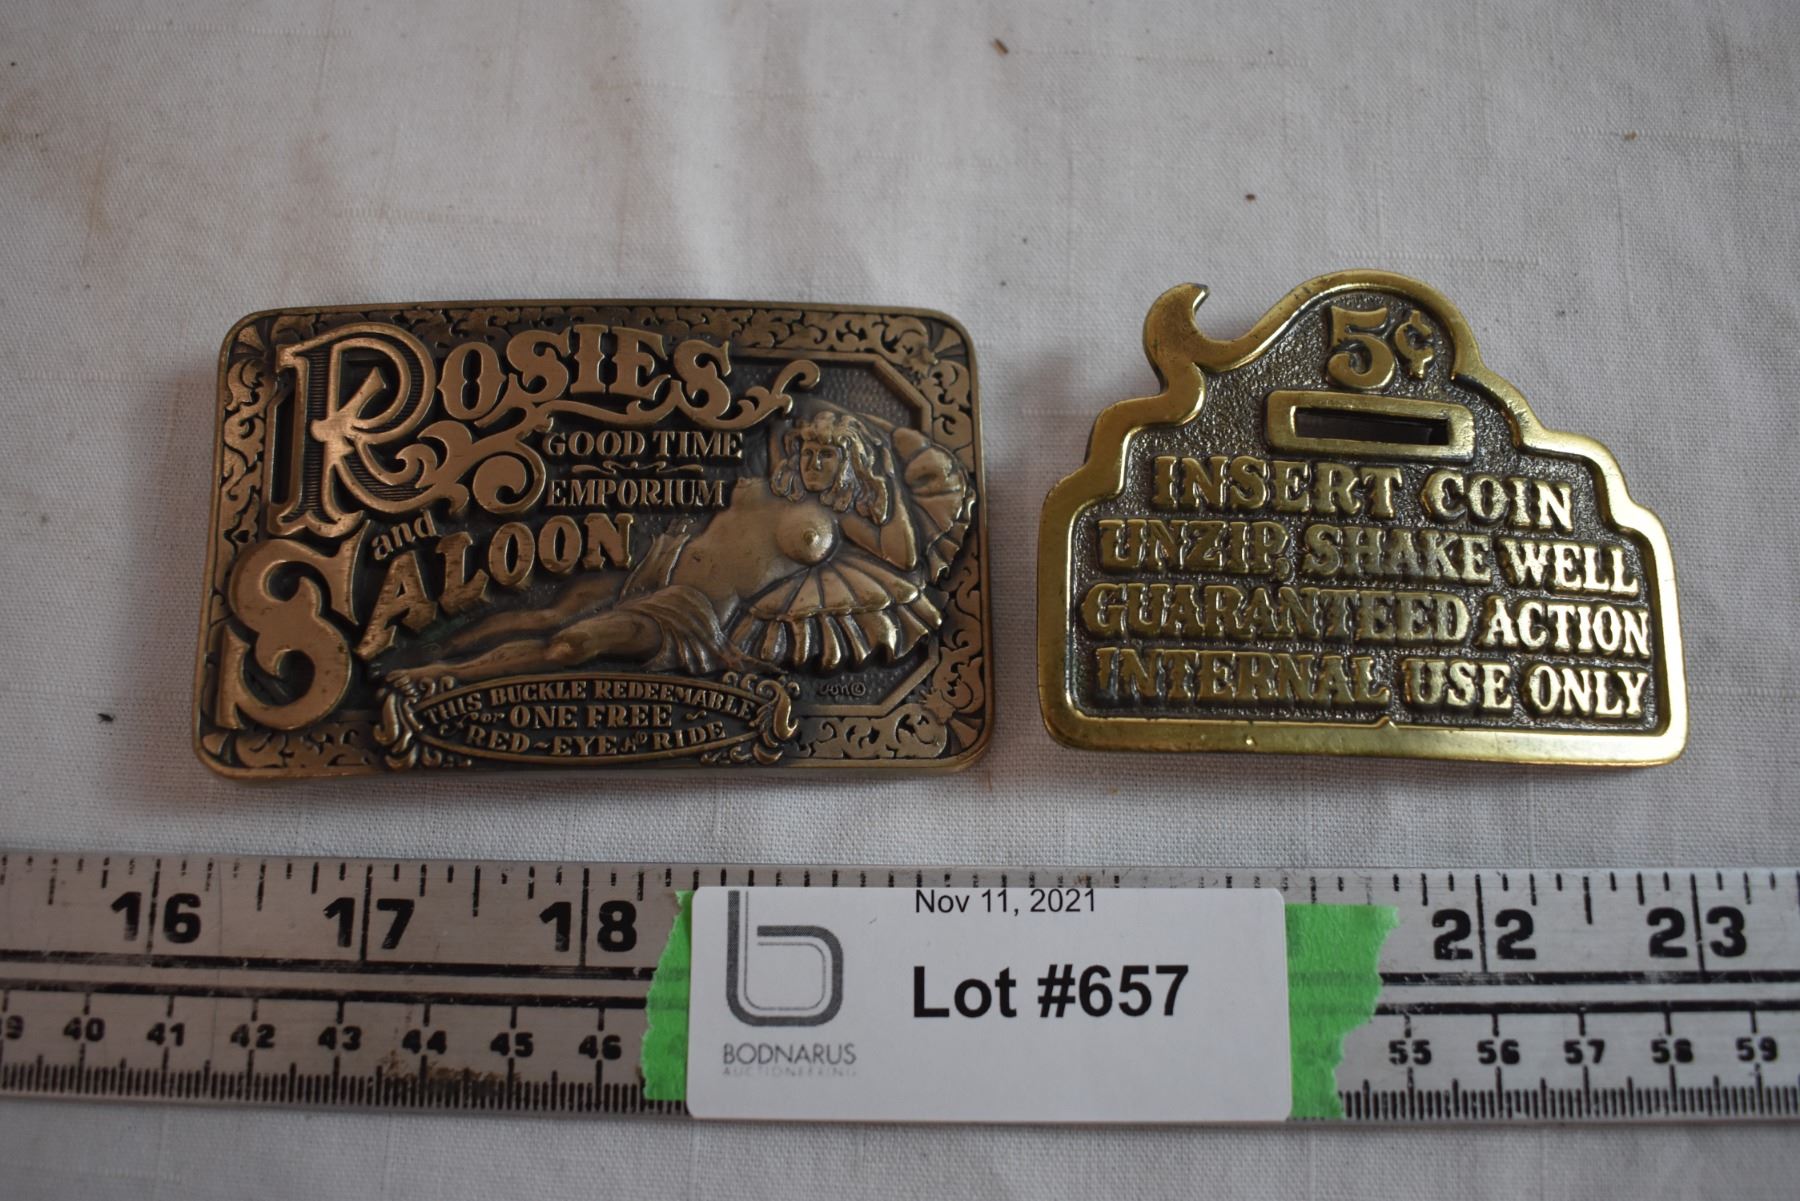 ROSIES
GOOD TIME
EMPORIUM
and
SALOON
THIS BUCKLE REDEEMABLE
for ONE FREE
RED-EYE AND RIDE
5¢
INSERT COIN
UNZIP, SHAKE WELL
GUARANTEED ACTION
INTERNAL USE ONLY
16 17 18 22 23
Nov 11, 2021
Lot #657
BODNARUS
AUCTIONEERING
39 40 41 42 43 44 45 46 55 56 57 58 59